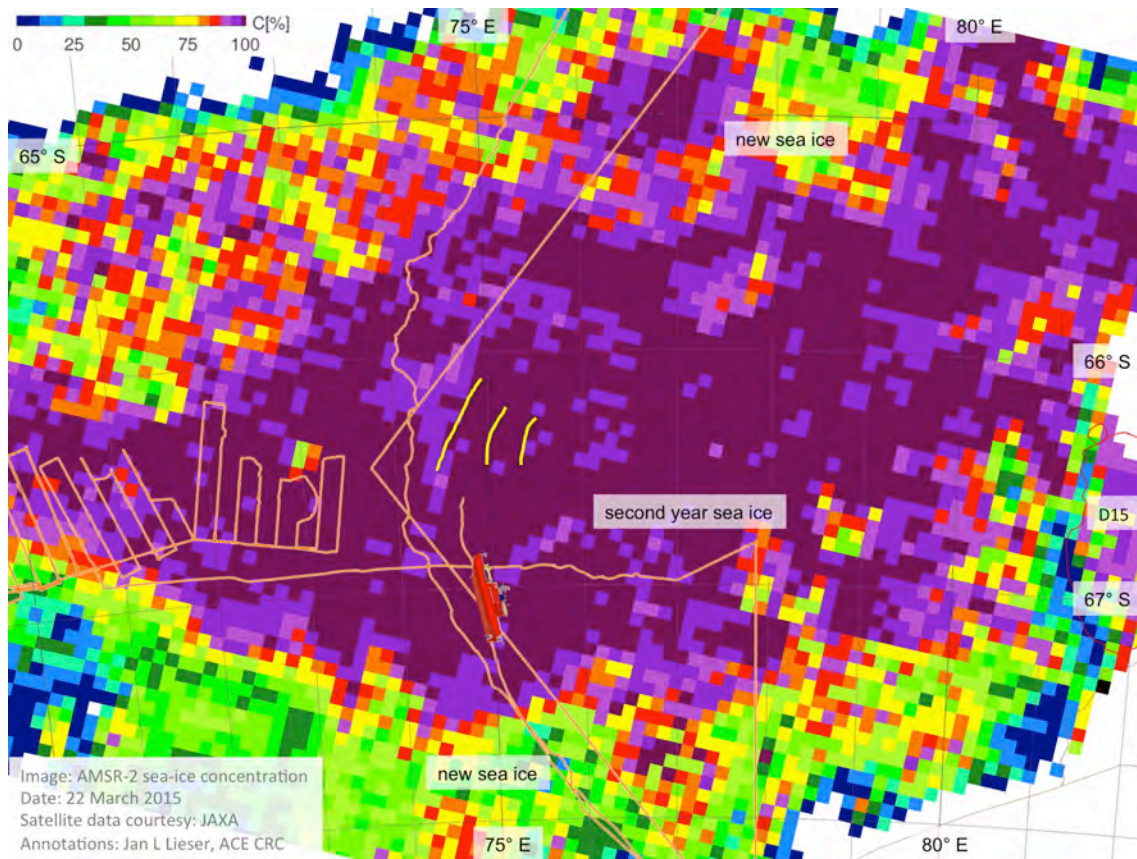 C[%]
0 25 50 75 100
75° E
80° E
new sea ice
65° S
66° S
second year sea ice
D15
67° S
new sea ice
Image: AMSR-2 sea-ice concentration
Date: 22 March 2015
Satellite data courtesy: JAXA
Annotations: Jan L Lieser, ACE CRC
75° E
80° E